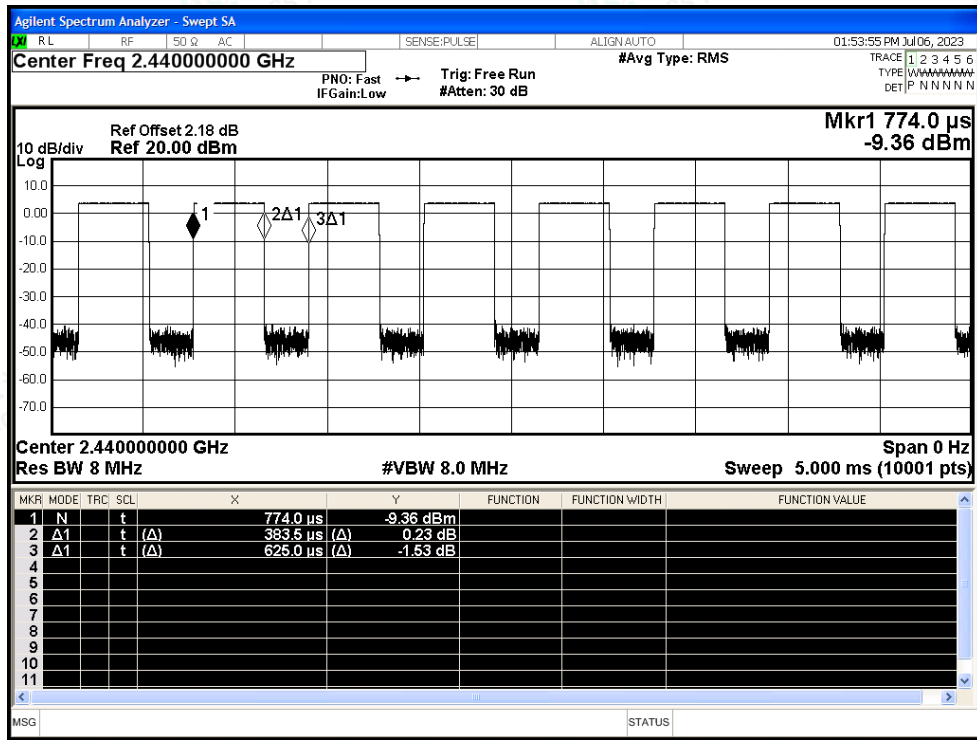 Agilent Spectrum Analyzer - Swept SA
LXI RL RF 50 Ω AC SENSE:PULSE ALIGN AUTO 01:53:55 PM Jul 06, 2023
Center Freq 2.440000000 GHz #Avg Type: RMS TRACE 1 2 3 4 5 6
PNO: Fast Trig: Free Run TYPE W
IFGain:Low #Atten: 30 dB DET P N N N N N
Mkr1 774.0 µs
Ref Offset 2.18 dB
10 dB/div Ref 20.00 dBm -9.36 dBm
Log
10.0
0.00
1 2Δ1 3Δ1
-10.0
-20.0
-30.0
-40.0
-50.0
-60.0
-70.0
Center 2.440000000 GHz Span 0 Hz
Res BW 8 MHz #VBW 8.0 MHz Sweep 5.000 ms (10001 pts)
MKR MODE TRC SCL X Y FUNCTION FUNCTION WIDTH FUNCTION VALUE
1 N t 774.0 µs -9.36 dBm
2 Δ1 t (Δ) 383.5 µs (Δ) 0.23 dB
3 Δ1 t (Δ) 625.0 µs (Δ) -1.53 dB
4
5
6
7
8
9
10
11
MSG STATUS